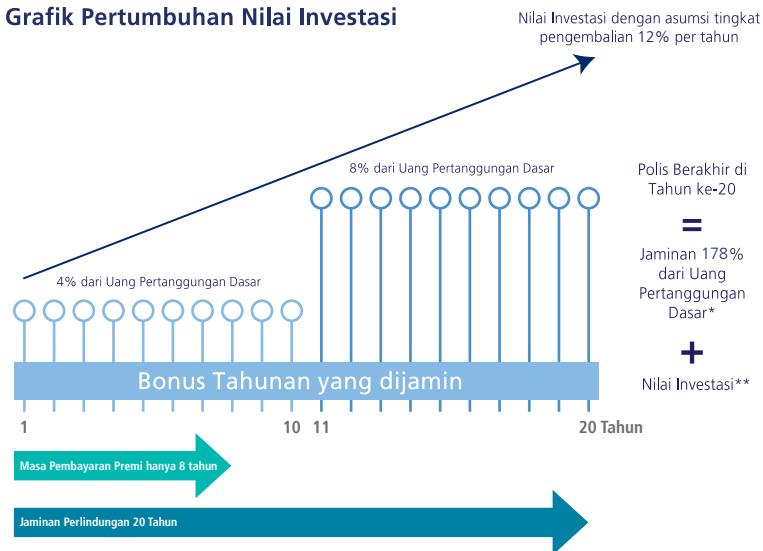 Grafik Pertumbuhan Nilai Investasi
Nilai Investasi dengan asumsi tingkat
pengembalian 12% per tahun
8% dari Uang Pertanggungan Dasar
4% dari Uang Pertanggungan Dasar
Polis Berakhir di
Tahun ke-20
=
Jaminan 178%
dari Uang
Pertanggungan
Dasar*
+
Nilai Investasi**
Bonus Tahunan yang dijamin
1 10 11 20 Tahun
Masa Pembayaran Premi hanya 8 tahun
Jaminan Perlindungan 20 Tahun